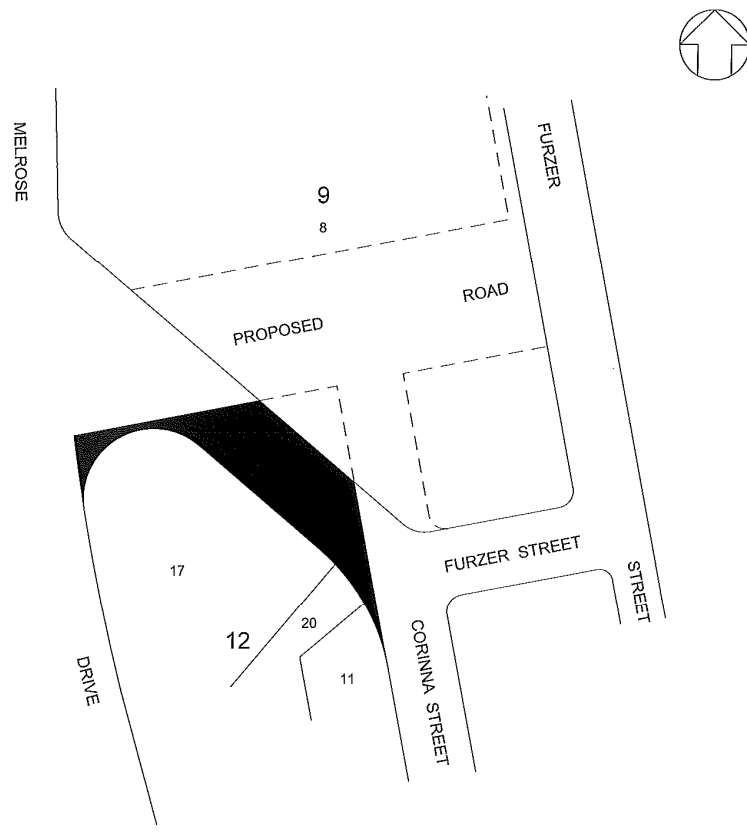 MELROSE
FURZER
9
8
ROAD
PROPOSED
FURZER STREET
17
STREET
20
12
CORINNA STREET
DRIVE
11